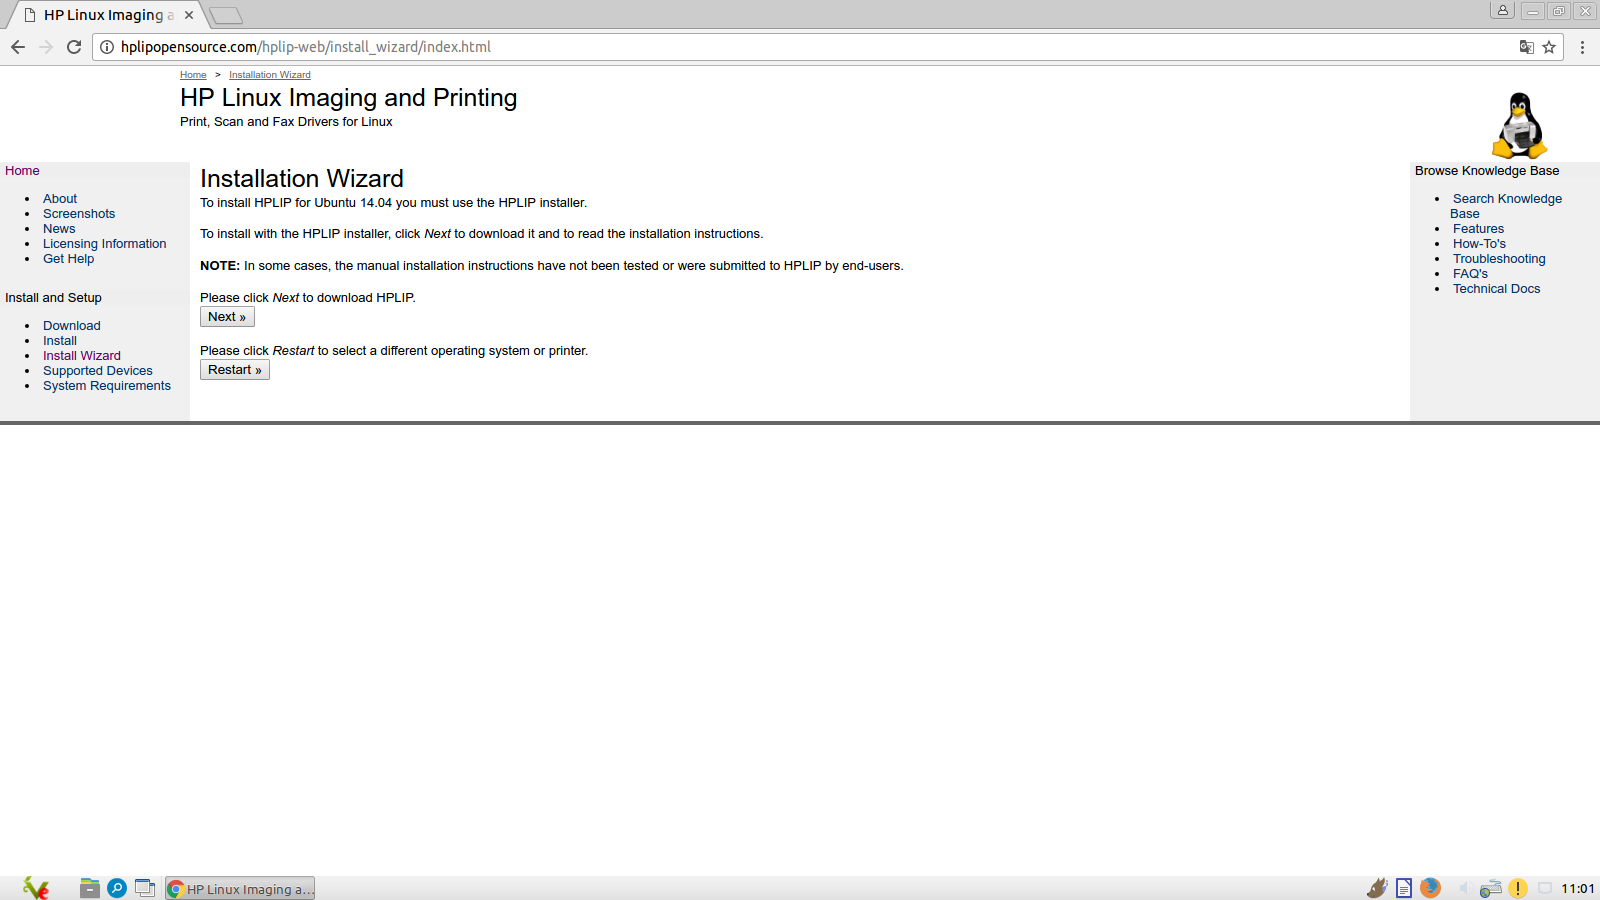 HP Linux Imaging a
hplipopensource.com/hplip-web/install_wizard/index.html
Home > Installation Wizard
HP Linux Imaging and Printing
Print, Scan and Fax Drivers for Linux
Home
About
Screenshots
News
Licensing Information
Get Help
Install and Setup
Download
Install
Install Wizard
Supported Devices
System Requirements
Installation Wizard
To install HPLIP for Ubuntu 14.04 you must use the HPLIP installer.
To install with the HPLIP installer, click Next to download it and to read the installation instructions.
NOTE: In some cases, the manual installation instructions have not been tested or were submitted to HPLIP by end-users.
Please click Next to download HPLIP.
Next »
Please click Restart to select a different operating system or printer.
Restart »
Browse Knowledge Base
Search Knowledge
Base
Features
How-To's
Troubleshooting
FAQ's
Technical Docs
HP Linux Imaging a...
11:01